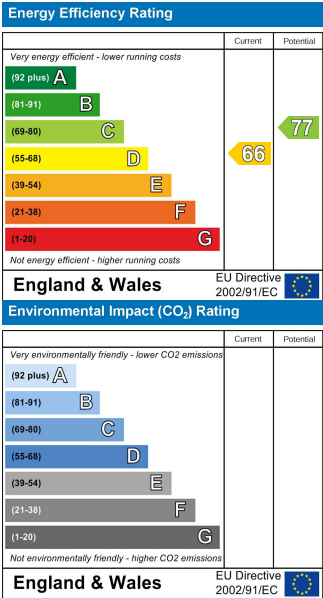 Energy Efficiency Rating
Current Potential
Very energy efficient - lower running costs
(92 plus) A
(81-91) B
(69-80) C
(55-68) D
(39-54) E
(21-38) F
(1-20) G
66
77
Not energy efficient - higher running costs
England & Wales
EU Directive
2002/91/EC
Environmental Impact (CO₂) Rating
Current Potential
Very environmentally friendly - lower CO2 emissions
(92 plus) A
(81-91) B
(69-80) C
(55-68) D
(39-54) E
(21-38) F
(1-20) G
Not environmentally friendly - higher CO2 emissions
England & Wales
EU Directive
2002/91/EC